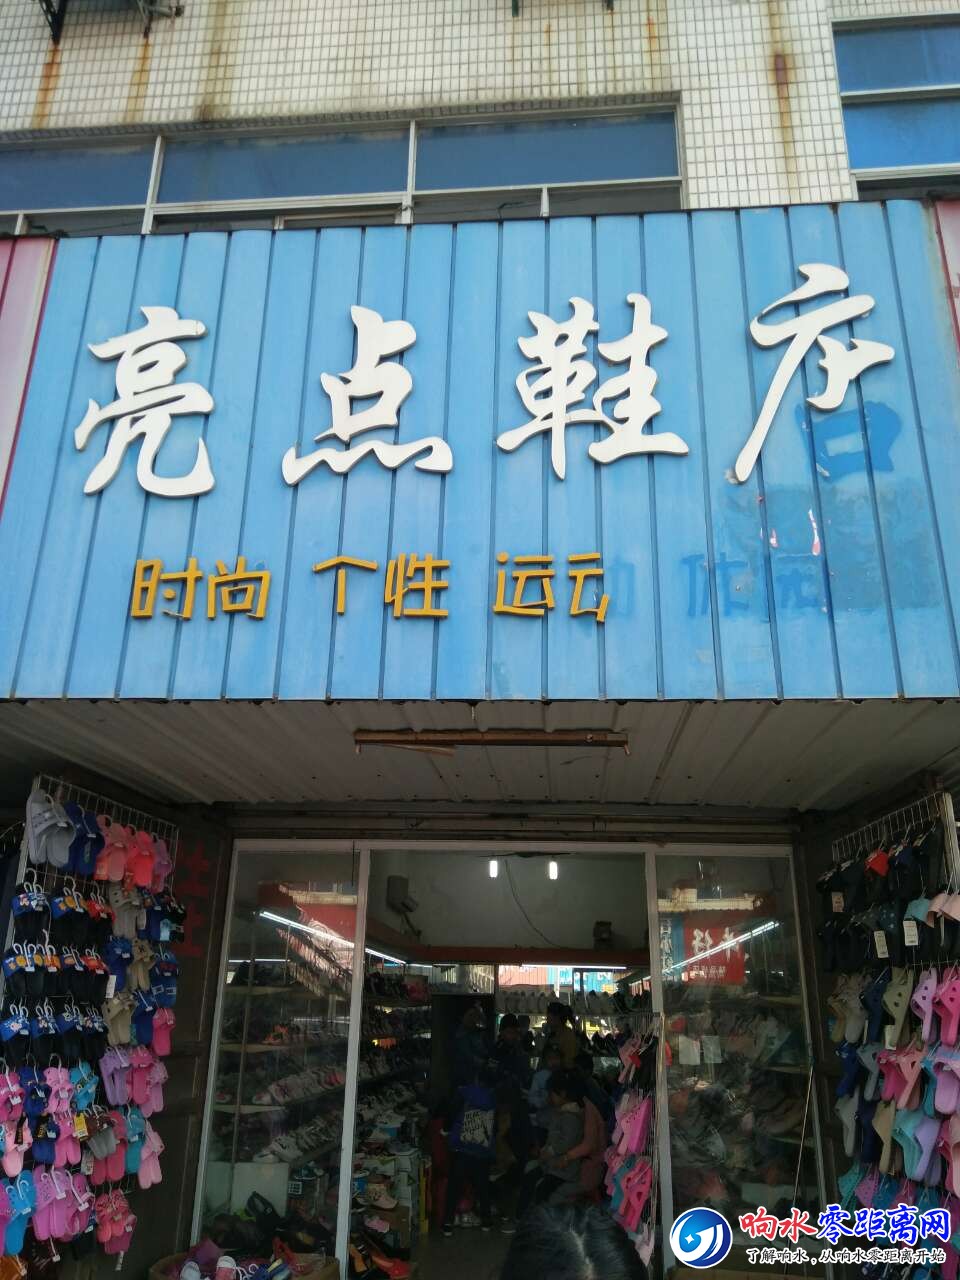 亮点鞋庄
时尚 个性 运云
响水零距离网
了解响水，从响水零距离开始